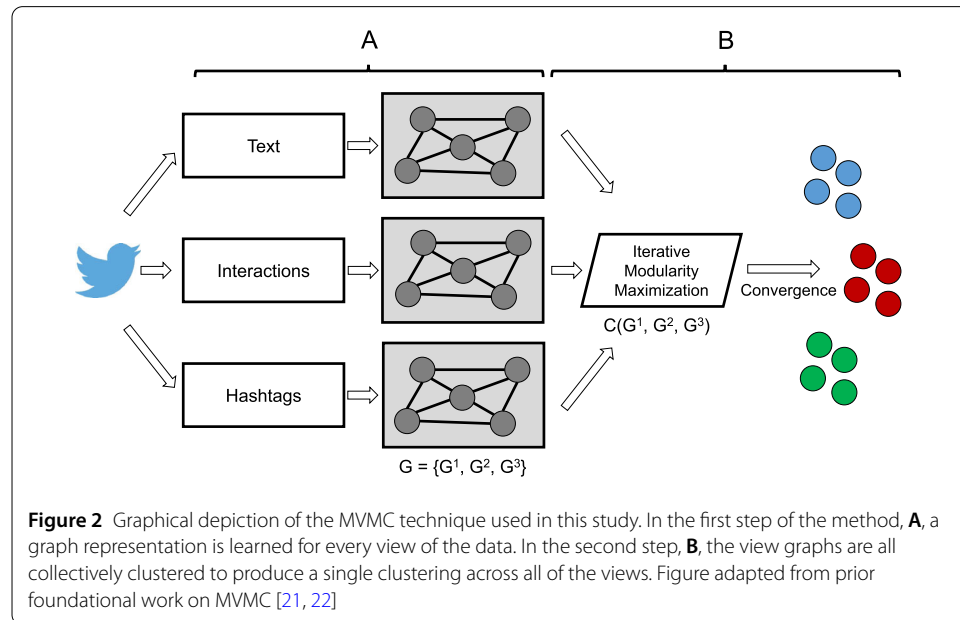 A
B
Text
Interactions
Iterative
Modularity
Maximization
Convergence
C(G¹, G², G³)
Hashtags
G = {G¹, G², G³}
Figure 2 Graphical depiction of the MVMC technique used in this study. In the first step of the method, A, a
graph representation is learned for every view of the data. In the second step, B, the view graphs are all
collectively clustered to produce a single clustering across all of the views. Figure adapted from prior
foundational work on MVMC [21, 22]